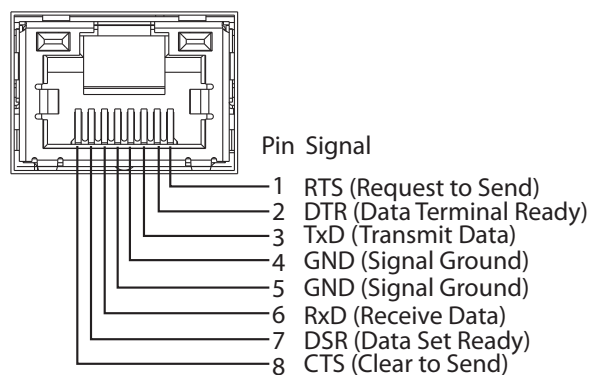 Pin Signal
1 RTS (Request to Send)
2 DTR (Data Terminal Ready)
3 TxD (Transmit Data)
4 GND (Signal Ground)
5 GND (Signal Ground)
6 RxD (Receive Data)
7 DSR (Data Set Ready)
8 CTS (Clear to Send)